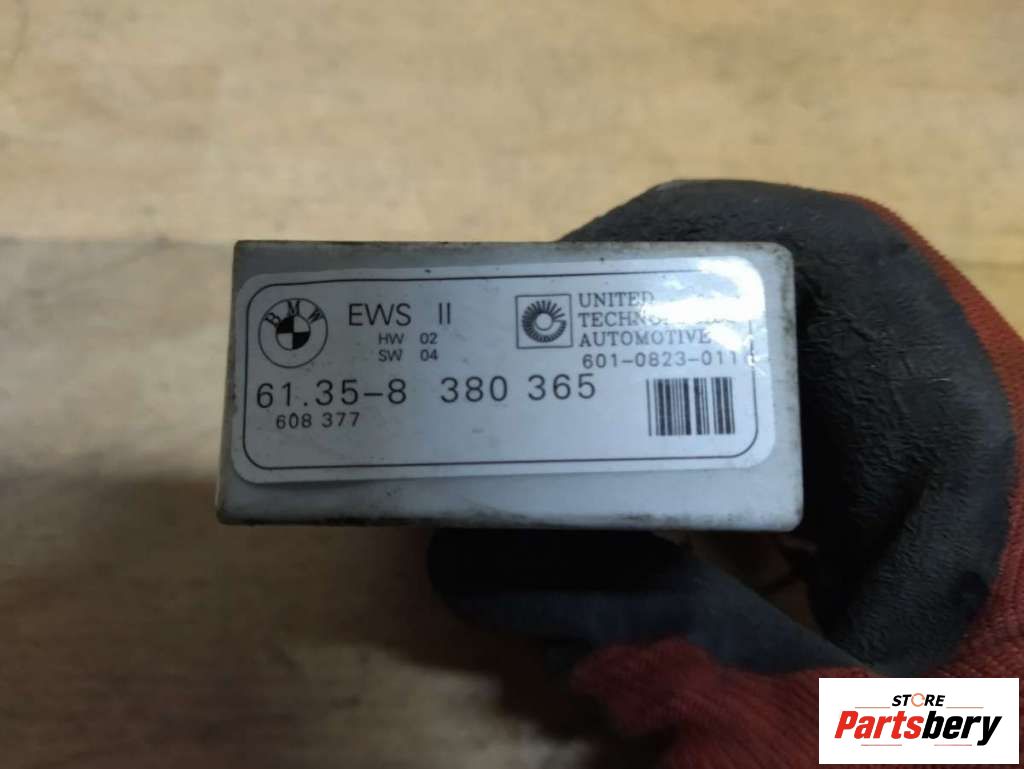 BMW
EWS II
HW 02
SW 04
UNITED
AUTOMOTIVE
601-0823-011
61.35-8 380 365
608 377
STORE
Partsbery